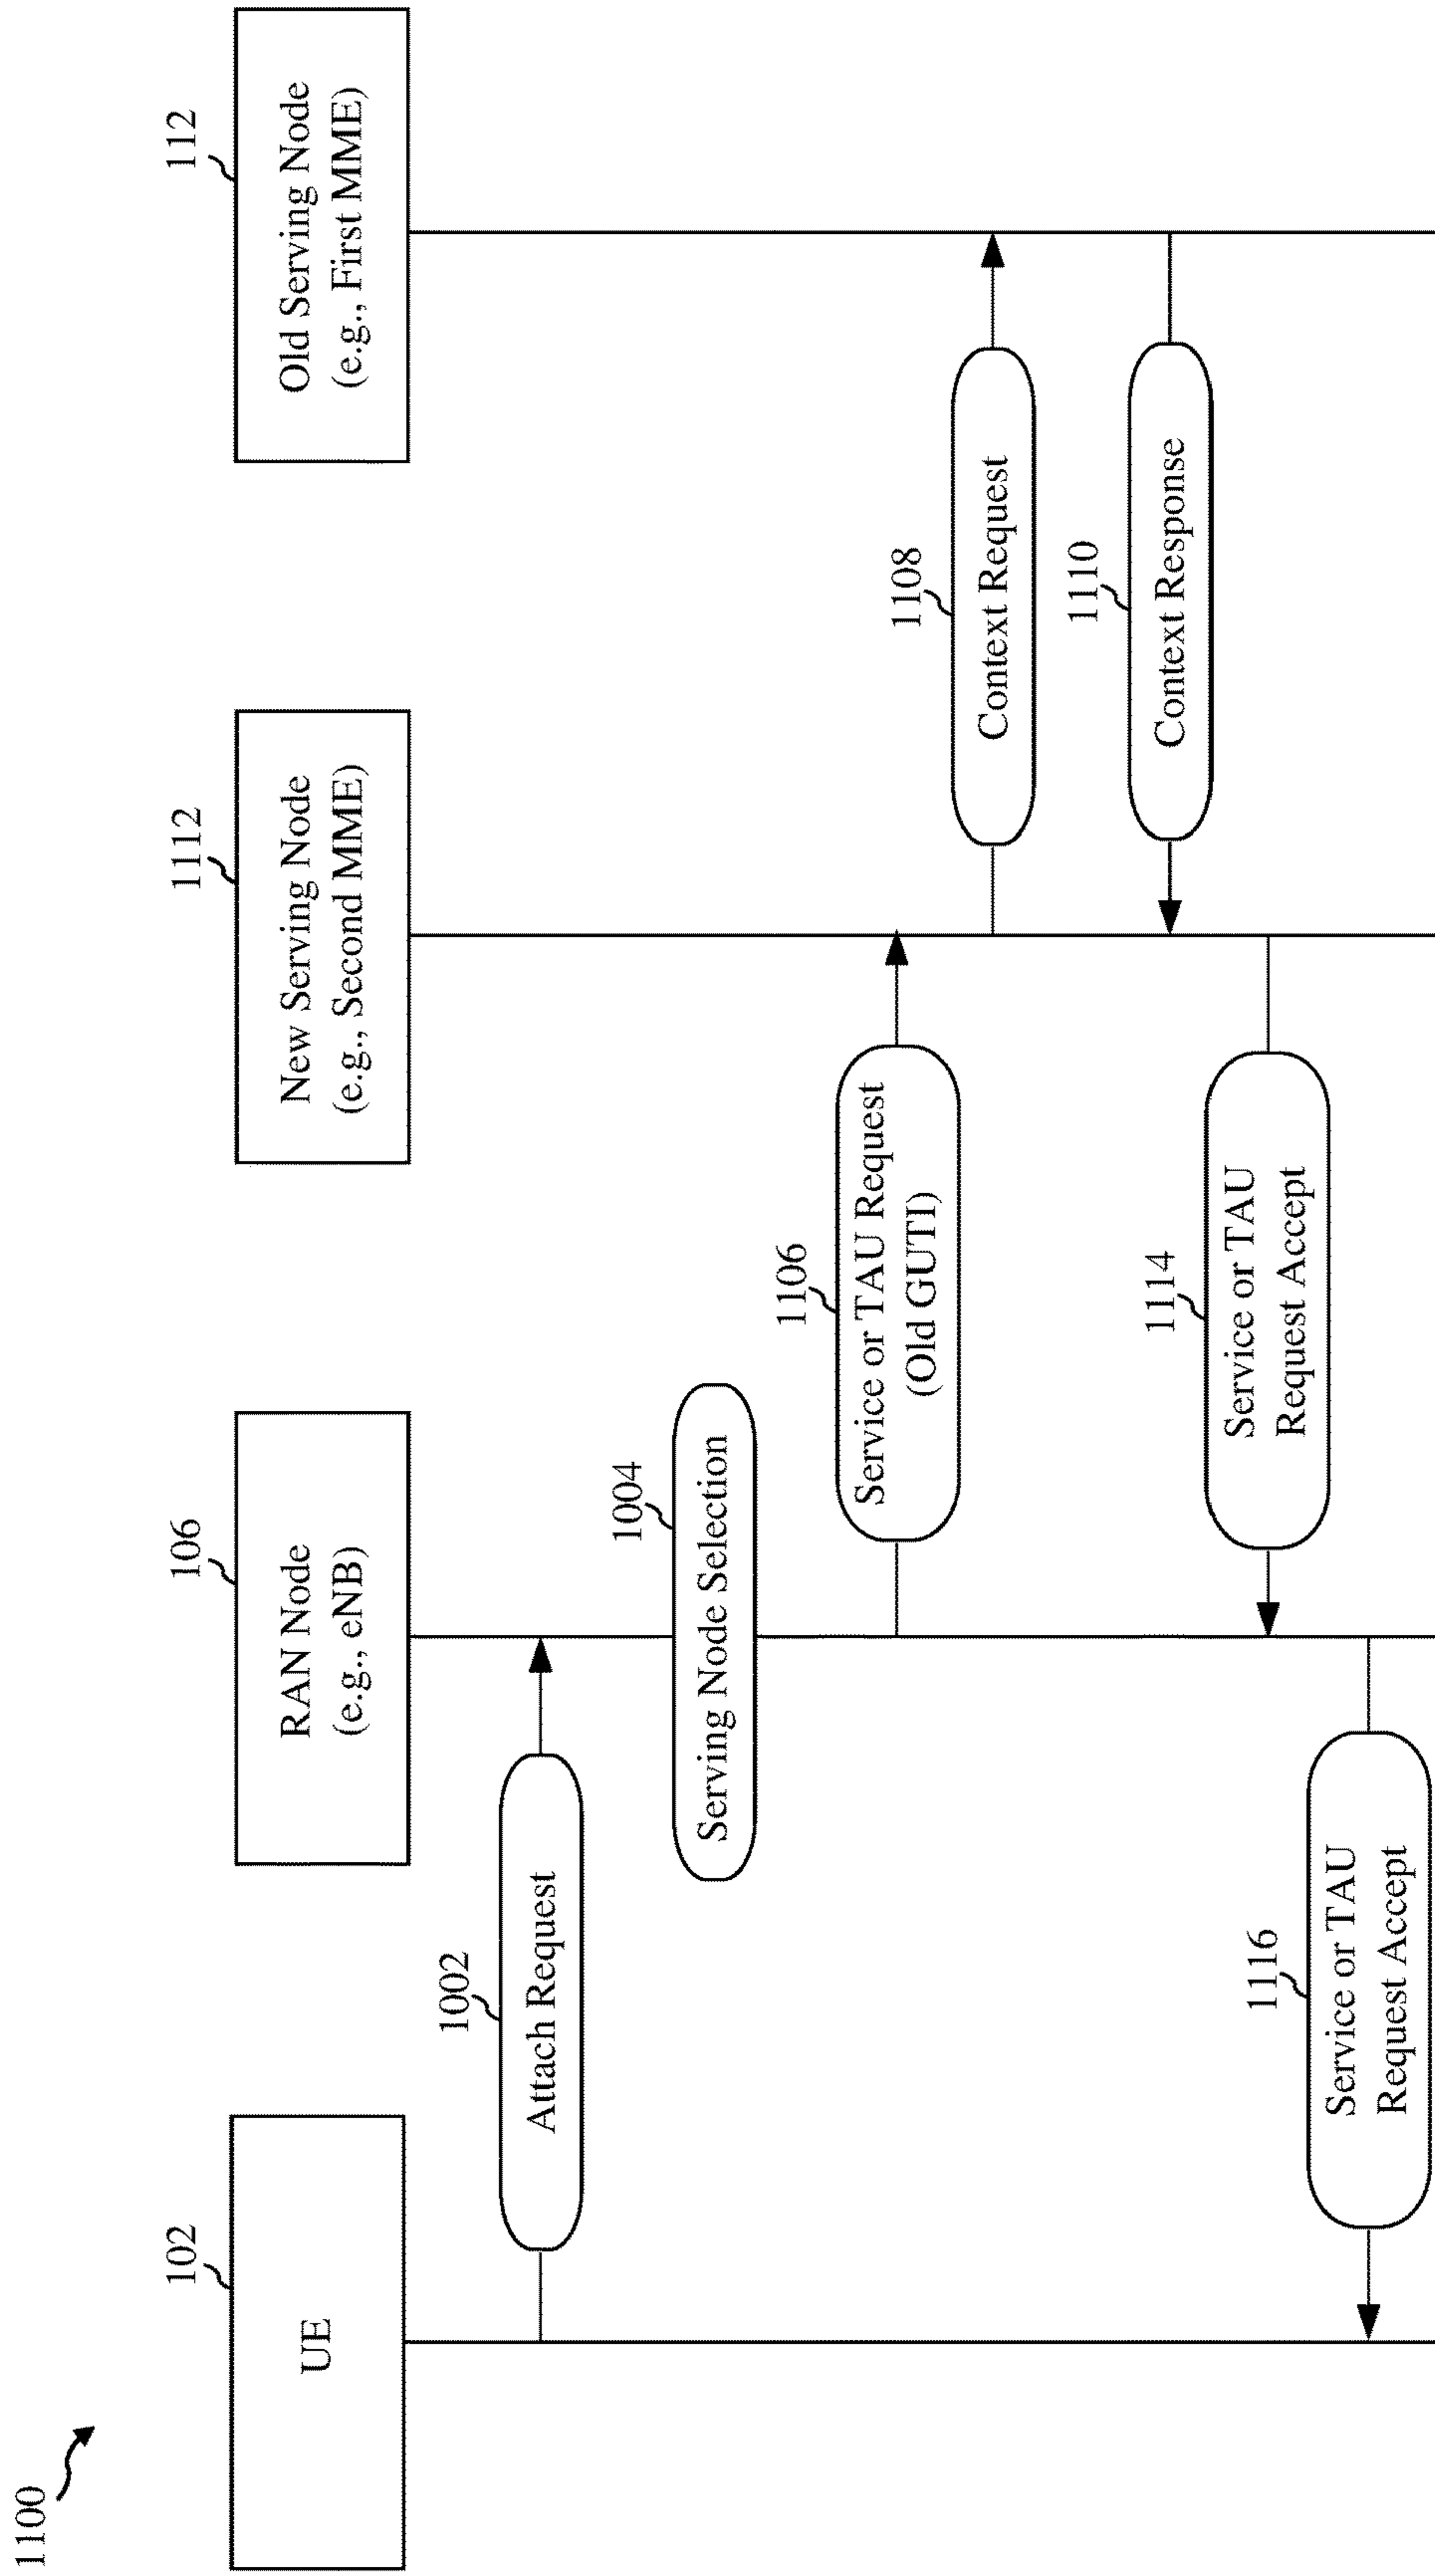 1100
102
UE
106
RAN Node
(e.g., eNB)
1112
New Serving Node
(e.g., Second MME)
112
Old Serving Node
(e.g., First MME)
1002
Attach Request
1004
Serving Node Selection
1106
Service or TAU Request
(Old GUTI)
1108
Context Request
1110
Context Response
1114
Service or TAU
Request Accept
1116
Service or TAU
Request Accept